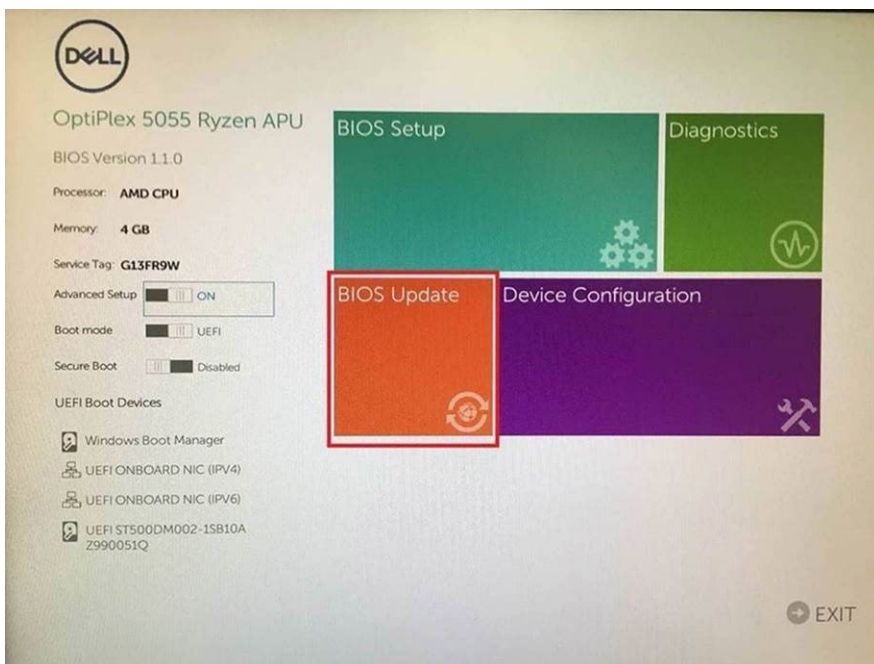 DELL
OptiPlex 5055 Ryzen APU
BIOS Version 1.1.0
Processor: AMD CPU
Memory: 4 GB
Service Tag: G13FR9W
Advanced Setup ON
Boot mode UEFI
Secure Boot Disabled
UEFI Boot Devices
Windows Boot Manager
UEFI ONBOARD NIC (IPV4)
UEFI ONBOARD NIC (IPV6)
UEFI ST500DM002-1SB10A
Z990051Q
BIOS Setup
Diagnostics
BIOS Update
Device Configuration
EXIT